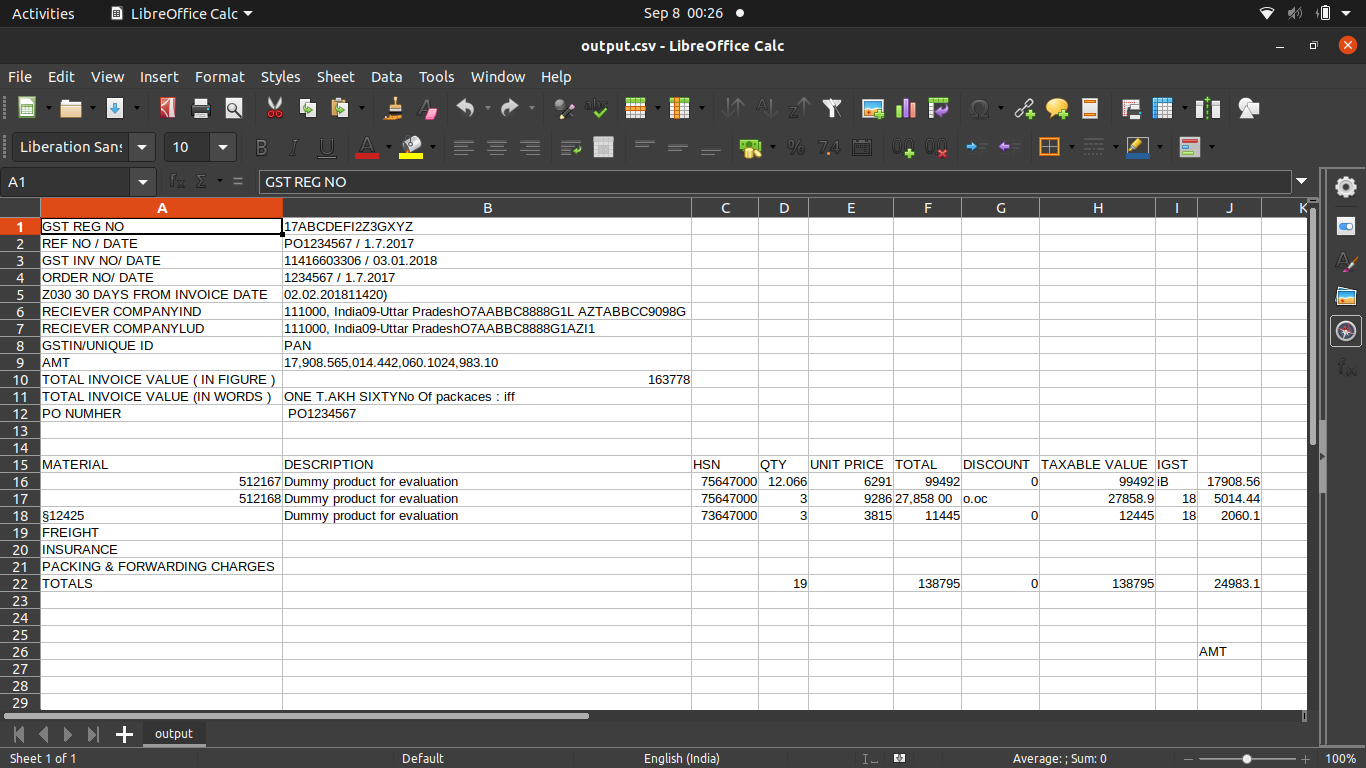 Activities LibreOffice Calc Sep 8 00:26
output.csv - LibreOffice Calc
File Edit View Insert Format Styles Sheet Data Tools Window Help
Liberation Sans 10
A1 GST REG NO
A B C D E F G H I J K
1 GST REG NO 17ABCDEFI2Z3GXYZ
2 REF NO / DATE PO1234567 / 1.7.2017
3 GST INV NO/ DATE 11416603306 / 03.01.2018
4 ORDER NO/ DATE 1234567 / 1.7.2017
5 Z030 30 DAYS FROM INVOICE DATE 02.02.201811420)
6 RECIEVER COMPANYIND 111000, India09-Uttar PradeshO7AABBC8888G1L AZTABBCC9098G
7 RECIEVER COMPANYLUD 111000, India09-Uttar PradeshO7AABBC8888G1AZI1
8 GSTIN/UNIQUE ID PAN
9 AMT 17,908.565,014.442,060.1024,983.10
10 TOTAL INVOICE VALUE ( IN FIGURE ) 163778
11 TOTAL INVOICE VALUE (IN WORDS ) ONE T.AKH SIXTYNo Of packaces : iff
12 PO NUMHER PO1234567
13
14
15 MATERIAL DESCRIPTION HSN QTY UNIT PRICE TOTAL DISCOUNT TAXABLE VALUE IGST
16 512167 Dummy product for evaluation 75647000 12.066 6291 99492 0 99492 iB 17908.56
17 512168 Dummy product for evaluation 75647000 3 9286 27,858 00 o.oc 27858.9 18 5014.44
18 §12425 Dummy product for evaluation 73647000 3 3815 11445 0 12445 18 2060.1
19 FREIGHT
20 INSURANCE
21 PACKING & FORWARDING CHARGES
22 TOTALS 19 138795 0 138795 24983.1
23
24
25
26 AMT
27
28
29
output
Sheet 1 of 1 Default English (India) Average: ; Sum: 0 100%